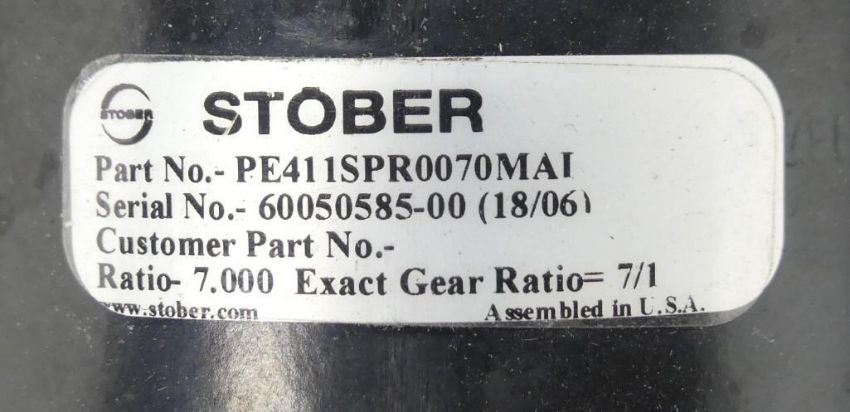 STOBER
STÖBER
Part No.- PE411SPR0070MAI
Serial No.- 60050585-00 (18/06)
Customer Part No.-
Ratio- 7.000 Exact Gear Ratio= 7/1
www.stober.com Assembled in U.S.A.